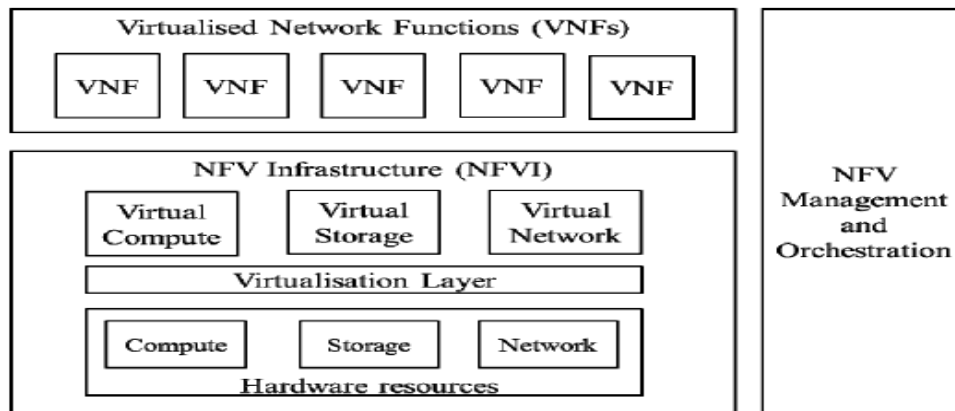 Virtualised Network Functions (VNFs)
VNF VNF VNF VNF VNF
NFV Infrastructure (NFVI)
Virtual
Compute
Virtual
Storage
Virtual
Network
Virtualisation Layer
Compute Storage Network
Hardware resources
NFV
Management
and
Orchestration